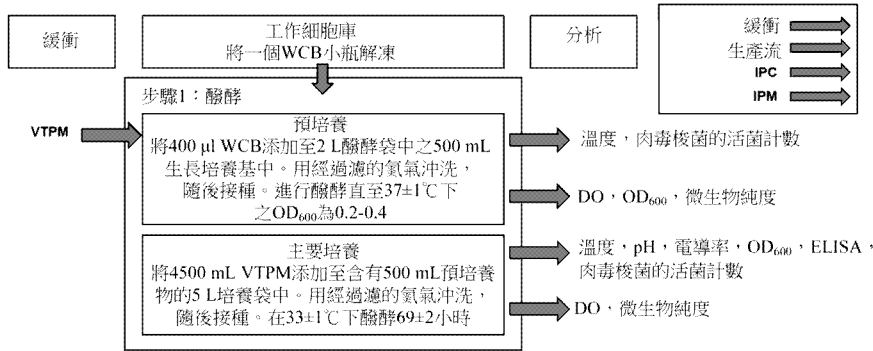 緩衝
工作細胞庫
將一個WCB小瓶解凍
分析
緩衝
生產流
IPC
IPM
步驟1：醱酵
VTPM
預培養
將400 μl WCB添加至2 L醱酵袋中之500 mL
生長培養基中。用經過濾的氮氣沖洗，
隨後接種。進行醱酵直至37±1℃下
之OD600為0.2-0.4
溫度，肉毒梭菌的活菌計數
DO，OD600，微生物純度
主要培養
將4500 mL VTPM添加至含有500 mL預培養
物的5 L培養袋中。用經過濾的氮氣沖洗，
隨後接種。在33±1℃下醱酵69±2小時
溫度，pH，電導率，OD600，ELISA，
肉毒梭菌的活菌計數
DO，微生物純度